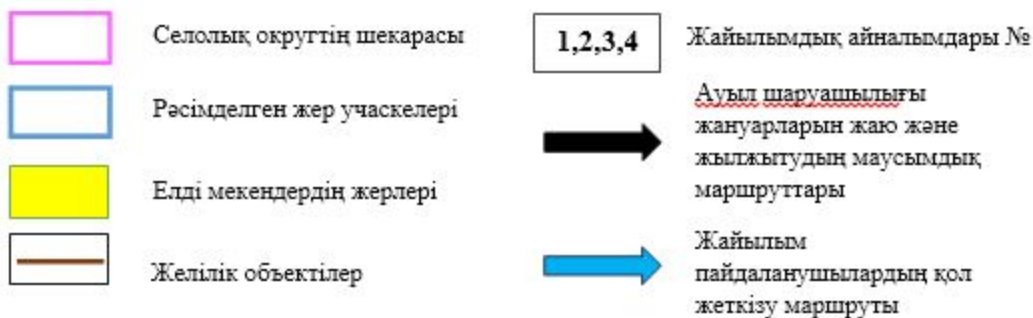 Селолық округтің шекарасы
Рәсімделген жер учаскелері
Елді мекендердің жерлері
Желілік объектілер
1,2,3,4
Жайылымдық айналымдары №
Ауыл шаруашылығы
жануарларын жаю және
жылжытудың маусымдық
маршруттары
Жайылым
пайдаланушылардың қол
жеткізу маршруты